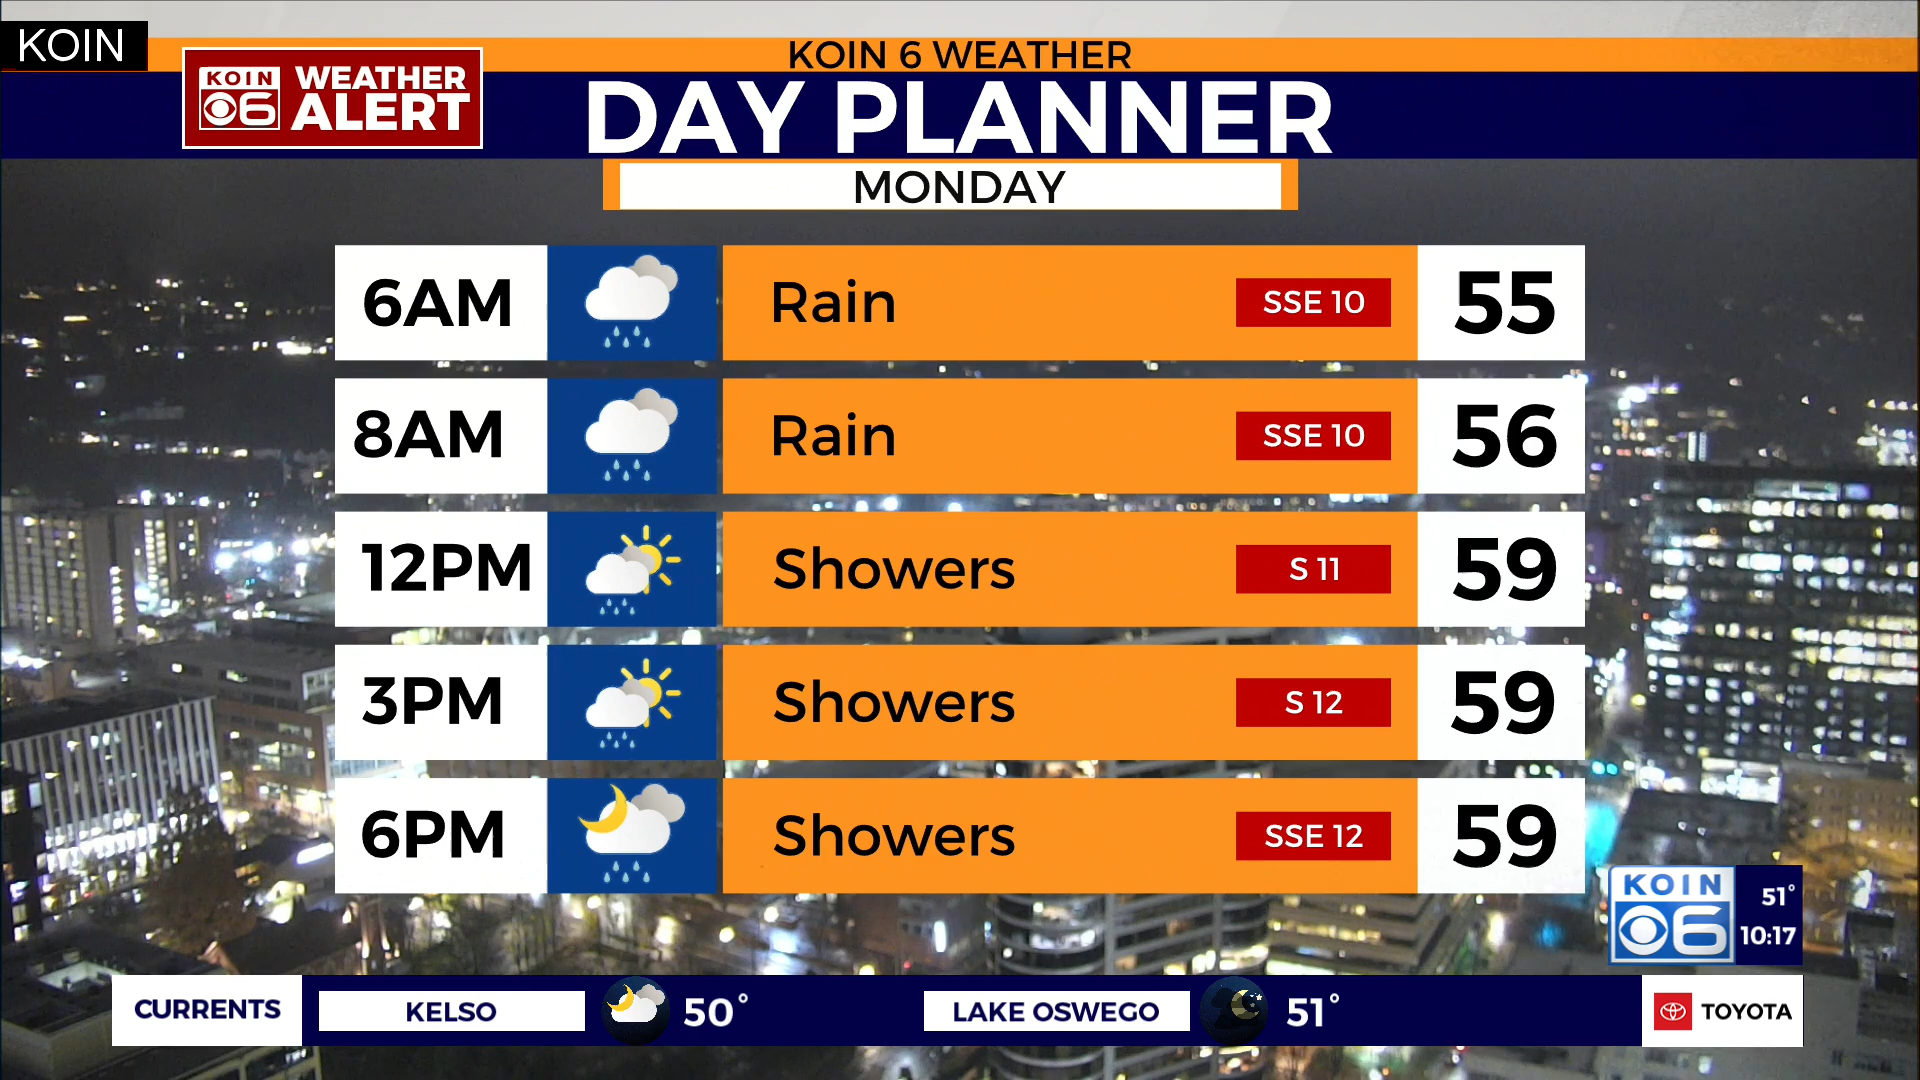 KOIN
KOIN 6
WEATHER ALERT
KOIN 6 WEATHER
DAY PLANNER
MONDAY
6AM Rain SSE 10 55
8AM Rain SSE 10 56
12PM Showers S 11 59
3PM Showers S 12 59
6PM Showers SSE 12 59
KOIN 6 51°
10:17
CURRENTS KELSO 50° LAKE OSWEGO 51° TOYOTA